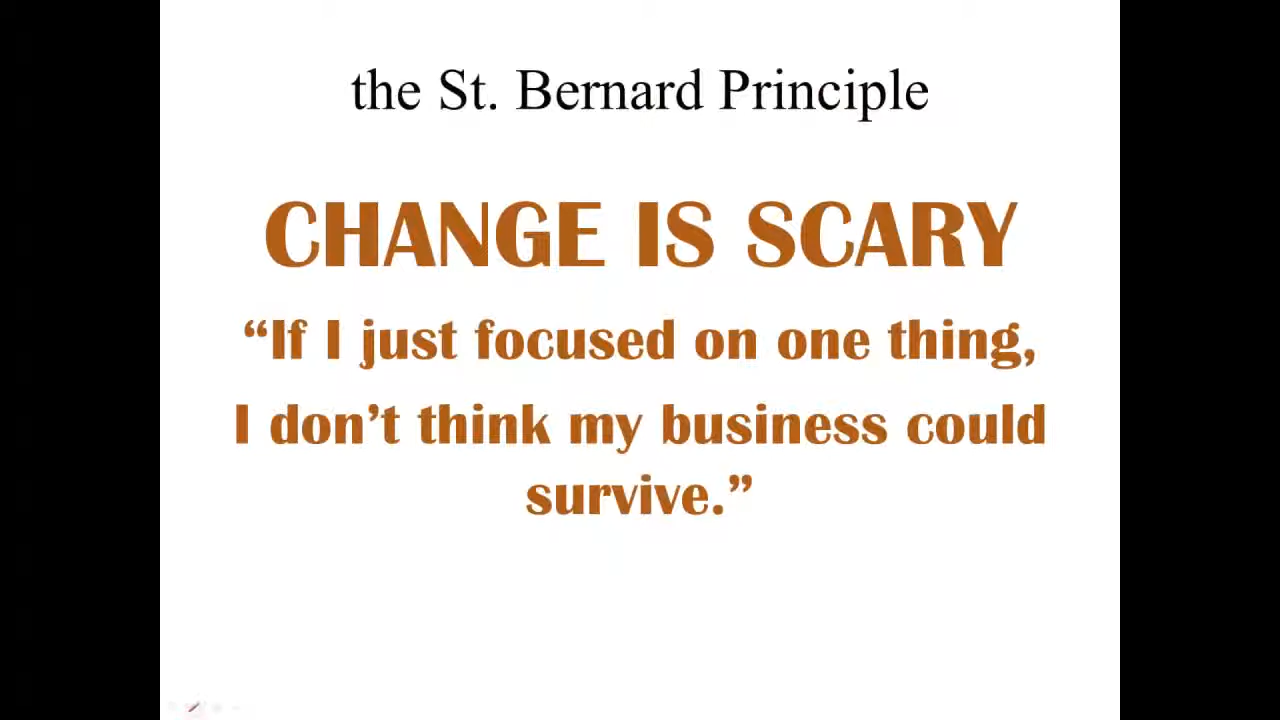 the St. Bernard Principle
CHANGE IS SCARY
“If I just focused on one thing,
I don’t think my business could
survive.”